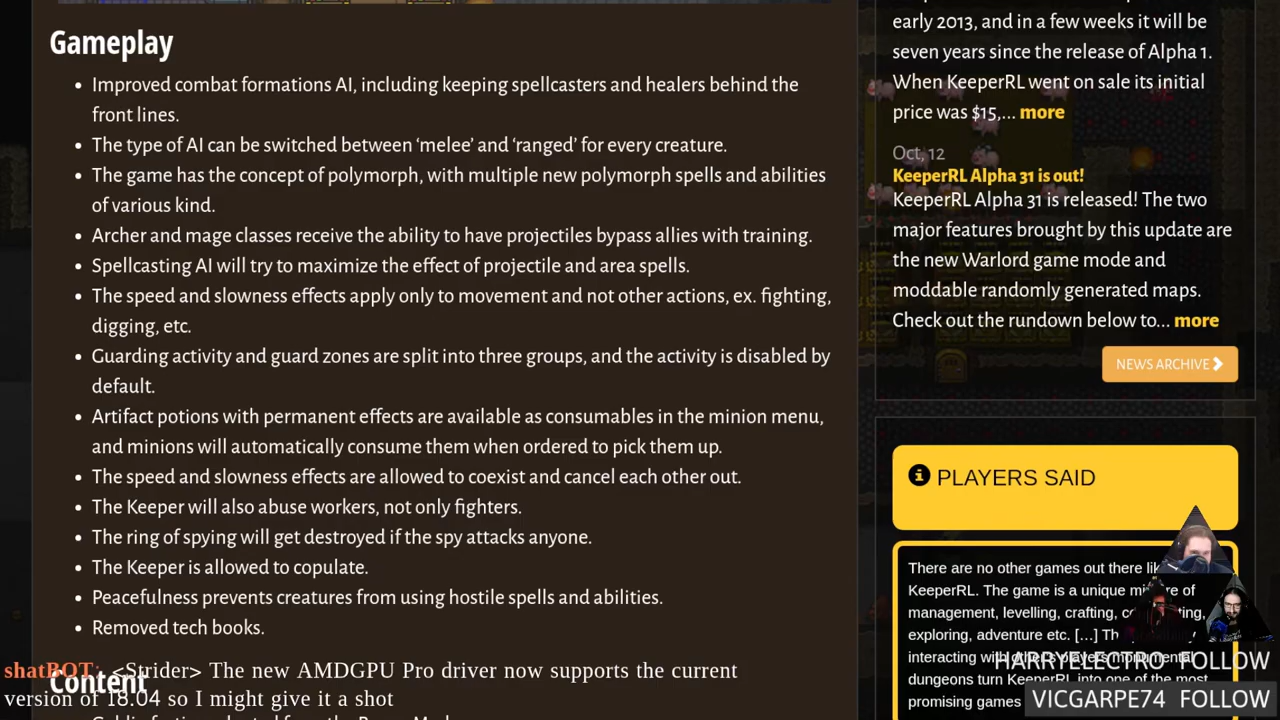 Gameplay
Improved combat formations AI, including keeping spellcasters and healers behind the
front lines.
The type of AI can be switched between ‘melee’ and ‘ranged’ for every creature.
The game has the concept of polymorph, with multiple new polymorph spells and abilities
of various kind.
Archer and mage classes receive the ability to have projectiles bypass allies with training.
Spellcasting AI will try to maximize the effect of projectile and area spells.
The speed and slowness effects apply only to movement and not other actions, ex. fighting,
digging, etc.
Guarding activity and guard zones are split into three groups, and the activity is disabled by
default.
Artifact potions with permanent effects are available as consumables in the minion menu,
and minions will automatically consume them when ordered to pick them up.
The speed and slowness effects are allowed to coexist and cancel each other out.
The Keeper will also abuse workers, not only fighters.
The ring of spying will get destroyed if the spy attacks anyone.
The Keeper is allowed to copulate.
Peacefulness prevents creatures from using hostile spells and abilities.
Removed tech books.
Content
shatBOT: <Strider> The new AMDGPU Pro driver now supports the current
version of 18.04 so I might give it a shot
early 2013, and in a few weeks it will be
seven years since the release of Alpha 1.
When KeeperRL went on sale its initial
price was $15,... more
Oct, 12
KeeperRL Alpha 31 is out!
KeeperRL Alpha 31 is released! The two
major features brought by this update are
the new Warlord game mode and
moddable randomly generated maps.
Check out the rundown below to... more
NEWS ARCHIVE
PLAYERS SAID
There are no other games out there
KeeperRL. The game is a unique of
management, levelling, crafting,
exploring, adventure etc. [...]
interacting with
dungeons turn KeeperRL into one of the most
promising games
HARRYELECTRO FOLLOW
VICGARPE74 FOLLOW